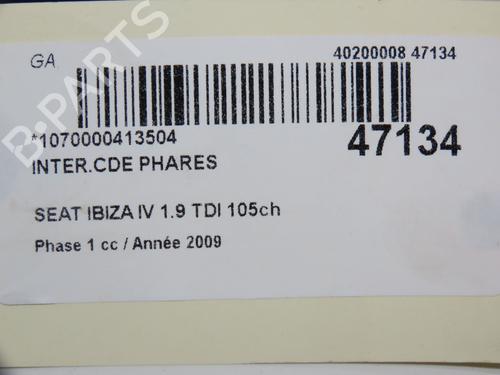 GA
40200008 47134
*1070000413504
47134
INTER.CDE PHARES
SEAT IBIZA IV 1.9 TDI 105ch
Phase 1 cc / Année 2009
B-PARTS